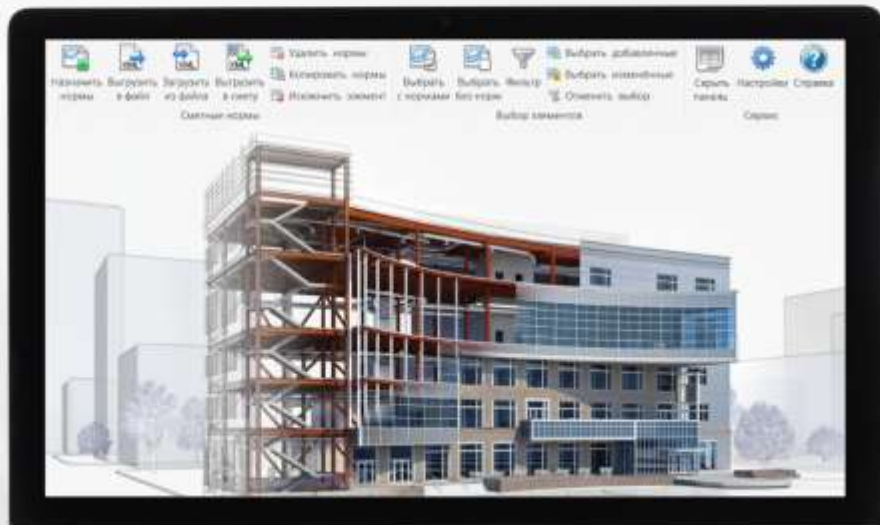 Назначить нормы
Выгрузить в файл
Загрузить из файла
Выгрузить в смету
Удалить нормы
Копировать нормы
Исключить элемент
Сметные нормы
Выбрать с нормами
Выбрать без норм
Фильтр
Выбрать добавленные
Выбрать изменённые
Отменить выбор
Выбор элементов
Скрыть панель
Настройки
Справка
Сервис